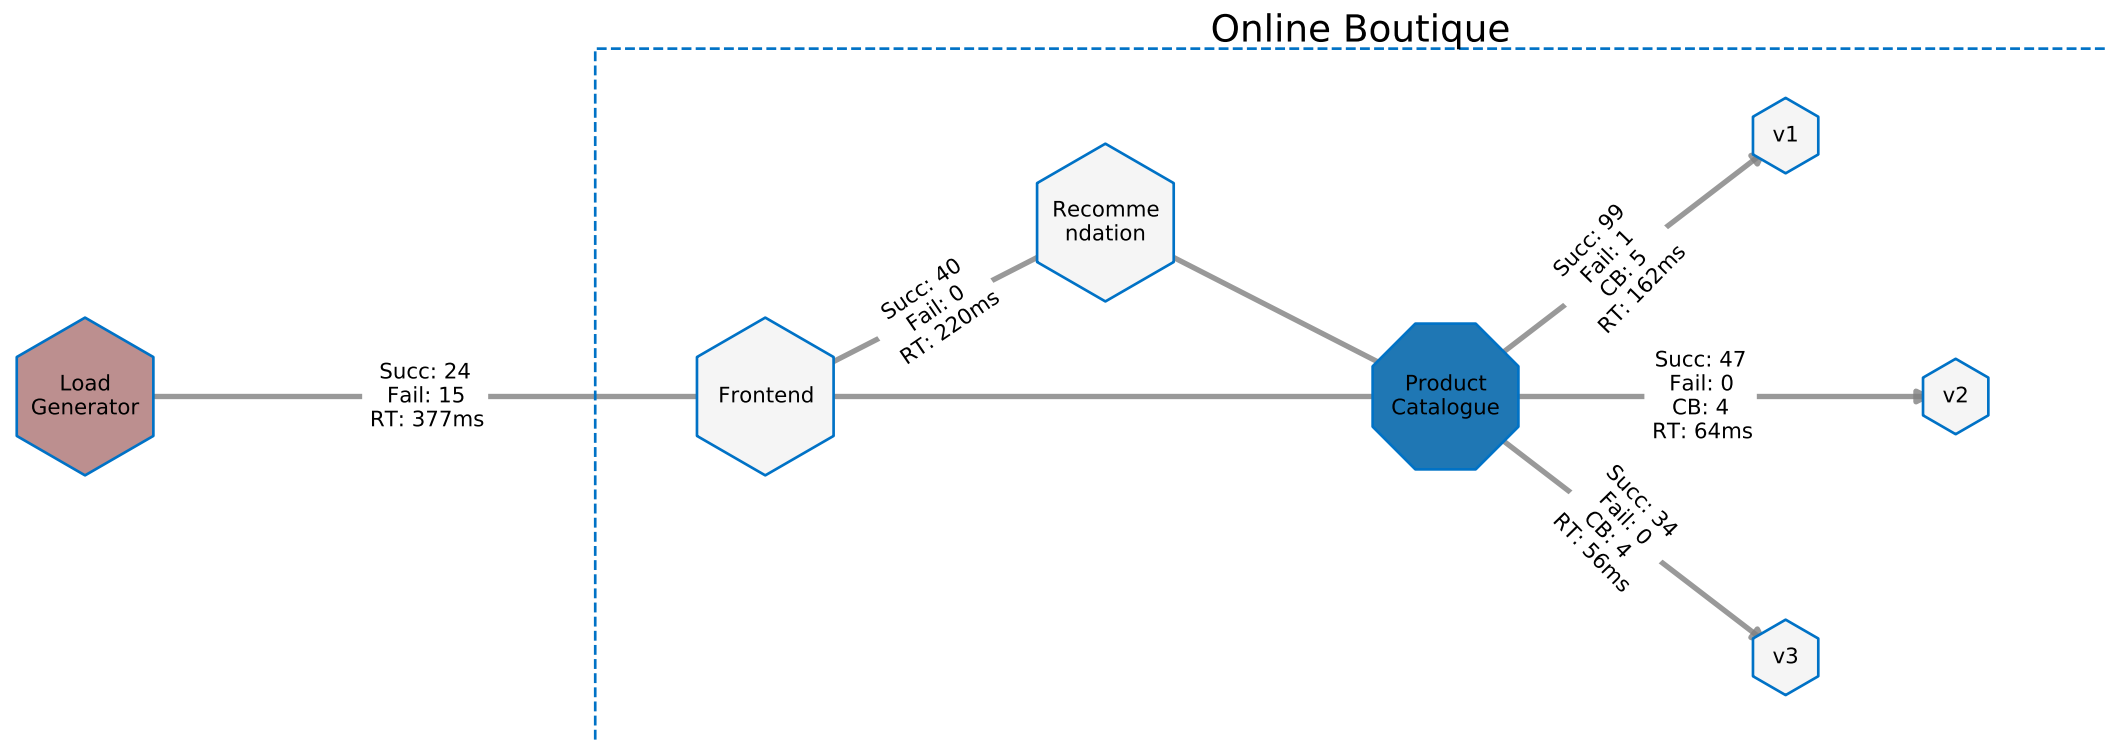 Online Boutique
Load
Generator
Succ: 24
Fail: 15
RT: 377ms
Frontend
Succ: 40
Fail: 0
RT: 220ms
Recomme
ndation
Product
Catalogue
Succ: 99
Fail: 1
CB: 5
RT: 162ms
v1
Succ: 47
Fail: 0
CB: 4
RT: 64ms
v2
Succ: 34
Fail: 0
CB: 4
RT: 56ms
v3